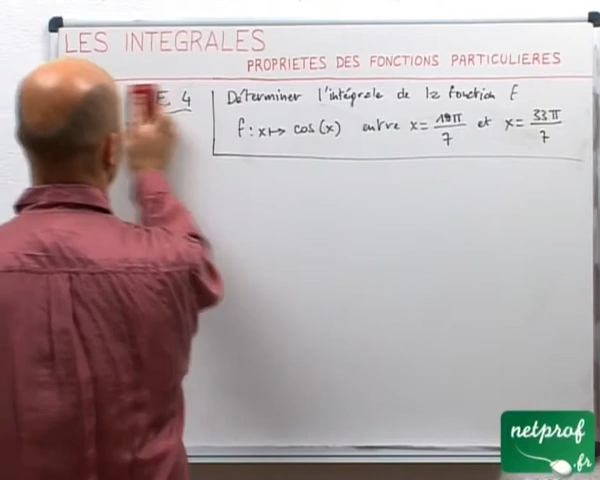 LES INTEGRALES
PROPRIETES DES FONCTIONS PARTICULIERES
E. 4
Déterminer l'intégrale de la fonction f
f : x ↦ cos(x) entre x = 19π/7 et x = 33π/7
netprof
.fr